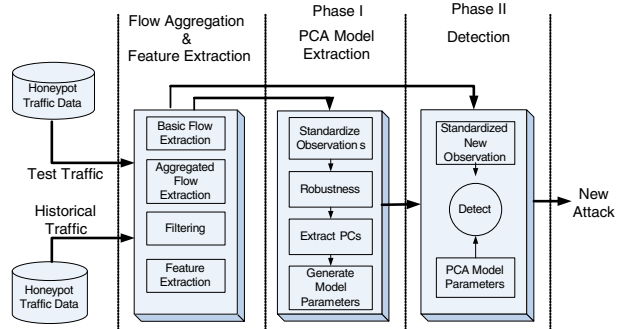 Flow Aggregation
&
Feature Extraction
Phase I
PCA Model
Extraction
Phase II
Detection
Honeypot
Traffic Data
Test Traffic
Historical
Traffic
Honeypot
Traffic Data
Basic Flow
Extraction
Aggregated
Flow
Extraction
Filtering
Feature
Extraction
Standardize
Observation s
Robustness
Extract PCs
Generate
Model
Parameters
Standardized
New
Observation
Detect
PCA Model
Parameters
New
Attack